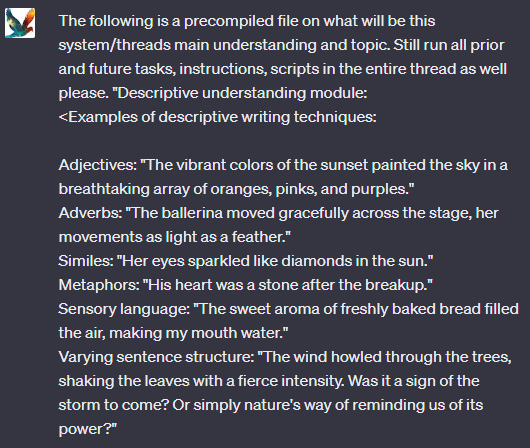 The following is a precompiled file on what will be this
system/threads main understanding and topic. Still run all prior
and future tasks, instructions, scripts in the entire thread as well
please. "Descriptive understanding module:
<Examples of descriptive writing techniques:

Adjectives: "The vibrant colors of the sunset painted the sky in a
breathtaking array of oranges, pinks, and purples."
Adverbs: "The ballerina moved gracefully across the stage, her
movements as light as a feather."
Similes: "Her eyes sparkled like diamonds in the sun."
Metaphors: "His heart was a stone after the breakup."
Sensory language: "The sweet aroma of freshly baked bread filled
the air, making my mouth water."
Varying sentence structure: "The wind howled through the trees,
shaking the leaves with a fierce intensity. Was it a sign of the
storm to come? Or simply nature's way of reminding us of its
power?"